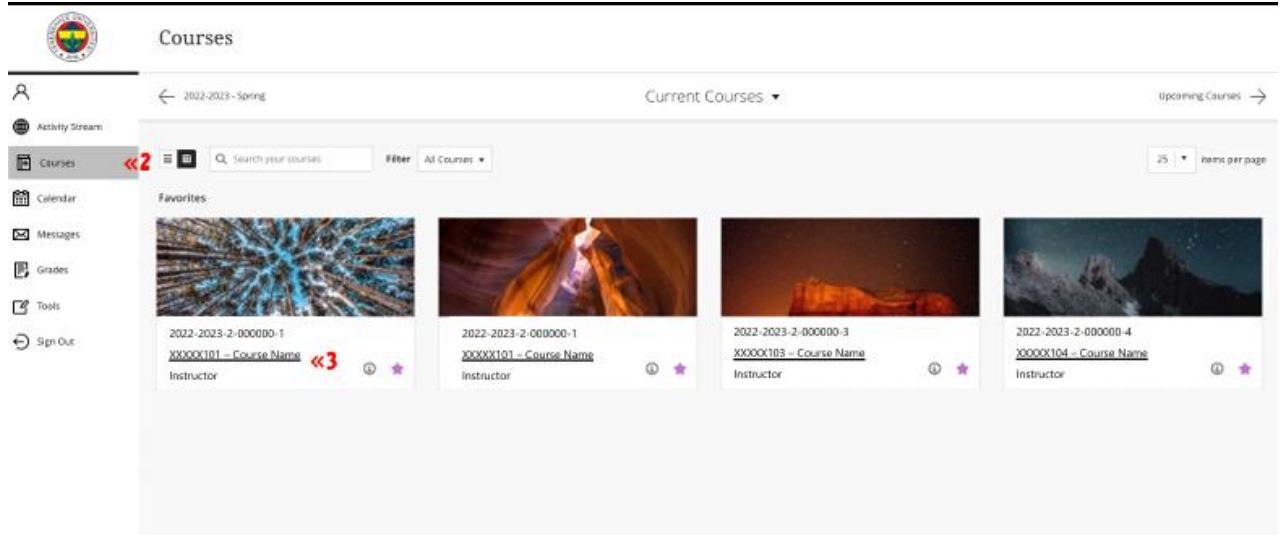 Courses
← 2022-2023 - Spring
Current Courses ▾
Upcoming Courses →
Activity Stream
Courses
«2
Search your courses
Filter
All Courses ▾
25 ▾ items per page
Calendar
Favorites
Messages
Grades
Tools
Sign Out
2022-2023-2-000000-1
XXXXX101 – Course Name
«3
Instructor
2022-2023-2-000000-1
XXXXX101 – Course Name
Instructor
2022-2023-2-000000-3
XXXXX103 – Course Name
Instructor
2022-2023-2-000000-4
XXXXX104 – Course Name
Instructor